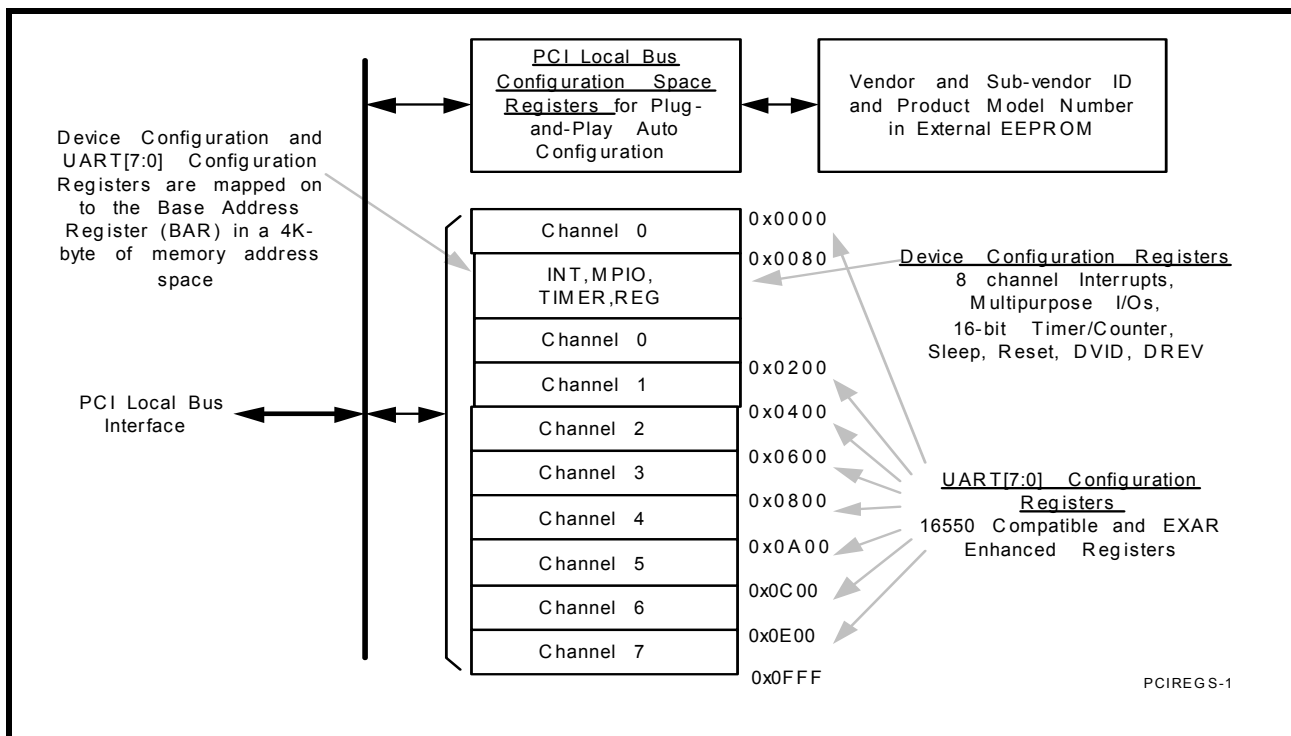 PCI Local Bus
Configuration Space
Registers for Plug-
and-Play Auto
Configuration
Vendor and Sub-vendor ID
and Product Model Number
in External EEPROM
Device Configuration and
UART[7:0] Configuration
Registers are mapped on
to the Base Address
Register (BAR) in a 4K-
byte of memory address
space
Channel 0
0x0000
0x0080
INT,MPIO,
TIMER,REG
Device Configuration Registers
8 channel Interrupts,
Multipurpose I/Os,
16-bit Timer/Counter,
Sleep, Reset, DVID, DREV
Channel 0
0x0200
Channel 1
PCI Local Bus
Interface
0x0400
Channel 2
0x0600
Channel 3
0x0800
Channel 4
0x0A00
Channel 5
0x0C00
Channel 6
0x0E00
Channel 7
0x0FFF
UART[7:0] Configuration
Registers
16550 Compatible and EXAR
Enhanced Registers
PCIREGS-1